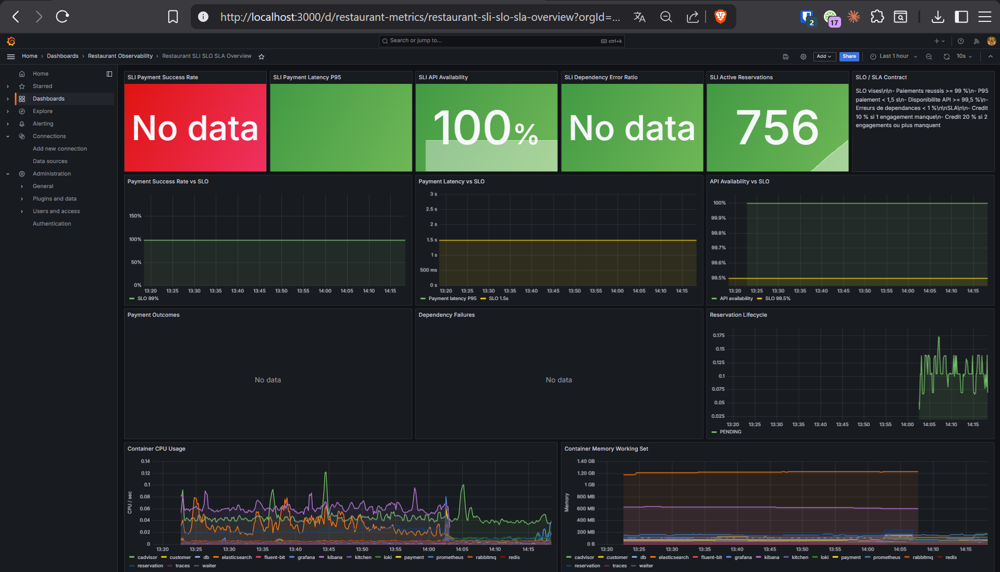 http://localhost:3000/d/restaurant-metrics/restaurant-sli-slo-sla-overview?orgId=...
2
17
Search or jump to...
ctrl+k
Home › Dashboards › Restaurant Observability › Restaurant SLI SLO SLA Overview
Add
Share
Last 1 hour
10s
Home
Starred
Dashboards
Explore
Alerting
Connections
Add new connection
Data sources
Administration
General
Plugins and data
Users and access
Authentication
SLI Payment Success Rate
No data
SLI Payment Latency P95
SLI API Availability
100%
SLI Dependency Error Ratio
No data
SLI Active Reservations
756
SLO / SLA Contract
SLO vises\n\n- Paiements reussis >= 99 %\n- P95
paiement < 1,5 s\n- Disponibilite API >= 99,5 %\n-
Erreurs de dependances < 1 %\n\nSLA\n\n- Credit
10 % si 1 engagement manque\n- Credit 20 % si 2
engagements ou plus manquent
Payment Success Rate vs SLO
150%
100%
50%
0%
13:20 13:25 13:30 13:35 13:40 13:45 13:50 13:55 14:00 14:05 14:10 14:15
SLO 99%
Payment Latency vs SLO
3 s
2.5 s
2 s
1.5 s
1 s
500 ms
0 s
13:20 13:25 13:30 13:35 13:40 13:45 13:50 13:55 14:00 14:05 14:10 14:15
Payment latency P95 SLO 1.5s
API Availability vs SLO
100%
99.9%
99.8%
99.7%
99.6%
99.5%
13:20 13:25 13:30 13:35 13:40 13:45 13:50 13:55 14:00 14:05 14:10 14:15
API availability SLO 99.5%
Payment Outcomes
No data
Dependency Failures
No data
Reservation Lifecycle
0.175
0.15
0.125
0.1
0.075
0.05
0.025
13:20 13:25 13:30 13:35 13:40 13:45 13:50 13:55 14:00 14:05 14:10 14:15
PENDING
Container CPU Usage
CPU / sec
0.14
0.12
0.1
0.08
0.06
0.04
0.02
0
13:20 13:25 13:30 13:35 13:40 13:45 13:50 13:55 14:00 14:05 14:10 14:15
cadvisor customer db elasticsearch fluent-bit grafana kibana kitchen loki payment prometheus rabbitmq redis
reservation traces waiter
Container Memory Working Set
Memory
1.40 GB
1.20 GB
1 GB
800 MB
600 MB
400 MB
200 MB
0 B
13:20 13:25 13:30 13:35 13:40 13:45 13:50 13:55 14:00 14:05 14:10 14:15
cadvisor customer db elasticsearch fluent-bit grafana kibana kitchen loki payment prometheus rabbitmq redis
reservation traces waiter